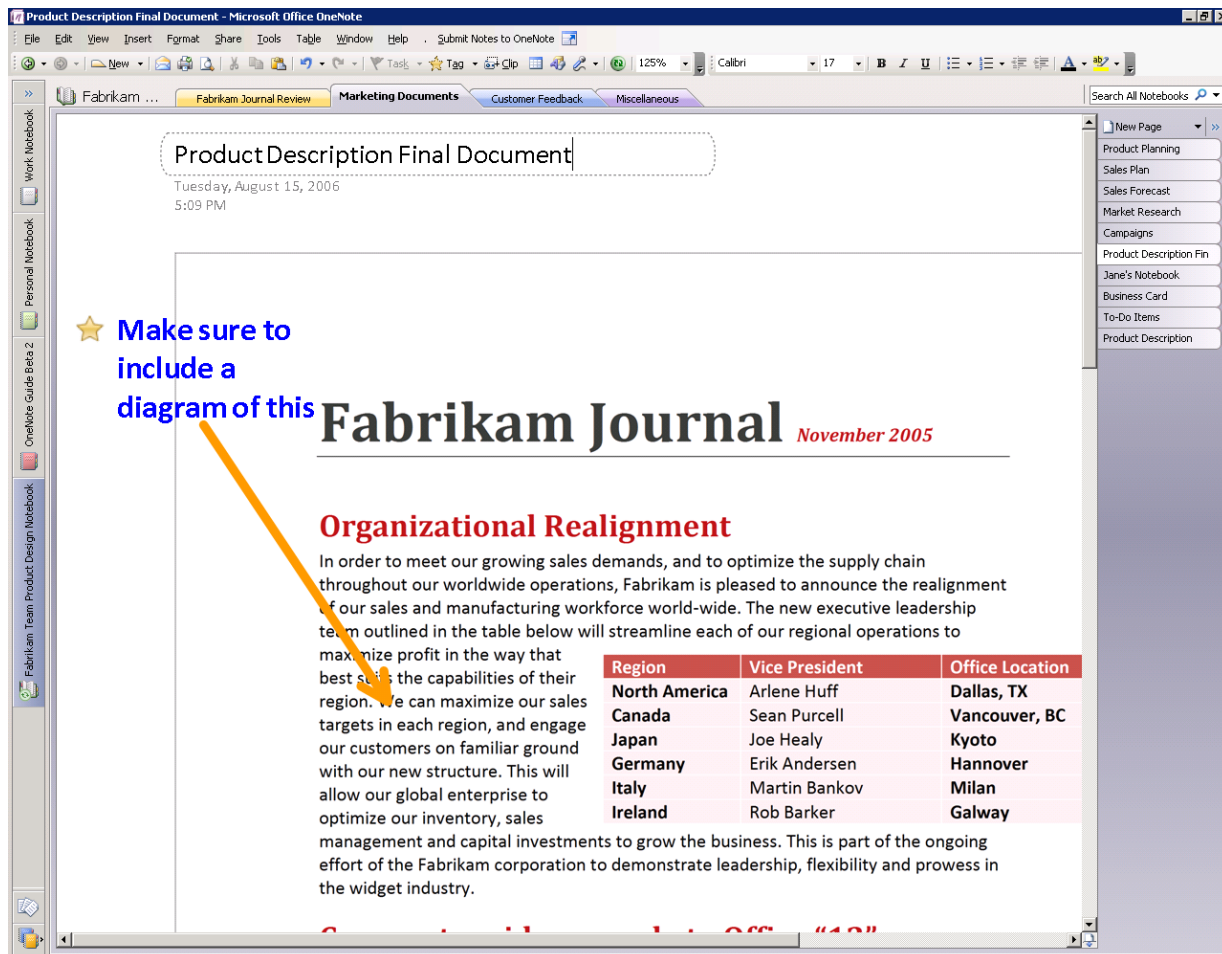 Product Description Final Document - Microsoft Office OneNote
File Edit View Insert Format Share Tools Table Window Help . Submit Notes to OneNote
New Task Tag Clip 125% Calibri 17 B I U A ab
Fabrikam ... Fabrikam Journal Review Marketing Documents Customer Feedback Miscellaneous Search All Notebooks
Work Notebook
Personal Notebook
OneNote Guide Beta 2
Fabrikam Team Product Design Notebook
Product Description Final Document
Tuesday, August 15, 2006
5:09 PM
Make sure to
include a
diagram of this
Fabrikam Journal November 2005
Organizational Realignment
In order to meet our growing sales demands, and to optimize the supply chain
throughout our worldwide operations, Fabrikam is pleased to announce the realignment
of our sales and manufacturing workforce world-wide. The new executive leadership
team outlined in the table below will streamline each of our regional operations to
maximize profit in the way that
best suits the capabilities of their
region. We can maximize our sales
targets in each region, and engage
our customers on familiar ground
with our new structure. This will
allow our global enterprise to
optimize our inventory, sales
Region Vice President Office Location
North America Arlene Huff Dallas, TX
Canada Sean Purcell Vancouver, BC
Japan Joe Healy Kyoto
Germany Erik Andersen Hannover
Italy Martin Bankov Milan
Ireland Rob Barker Galway
management and capital investments to grow the business. This is part of the ongoing
effort of the Fabrikam corporation to demonstrate leadership, flexibility and prowess in
the widget industry.
New Page
Product Planning
Sales Plan
Sales Forecast
Market Research
Campaigns
Product Description Fin
Jane's Notebook
Business Card
To-Do Items
Product Description